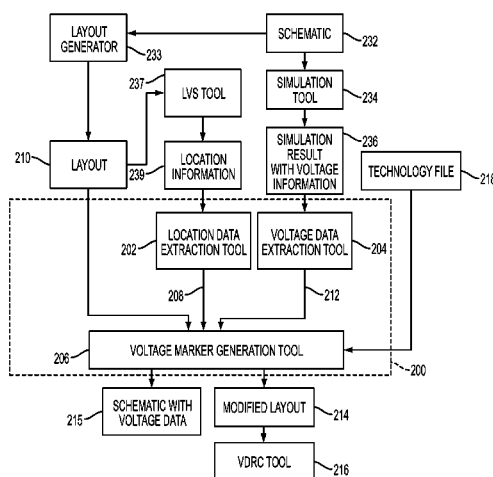 LAYOUT
GENERATOR
233
SCHEMATIC
232
237
LVS TOOL
SIMULATION
TOOL
234
210
LAYOUT
239
LOCATION
INFORMATION
236
SIMULATION
RESULT
WITH VOLTAGE
INFORMATION
TECHNOLOGY FILE
218
202
LOCATION DATA
EXTRACTION TOOL
VOLTAGE DATA
EXTRACTION TOOL
204
208
212
206
VOLTAGE MARKER GENERATION TOOL
200
215
SCHEMATIC WITH
VOLTAGE DATA
MODIFIED LAYOUT
214
VDRC TOOL
216